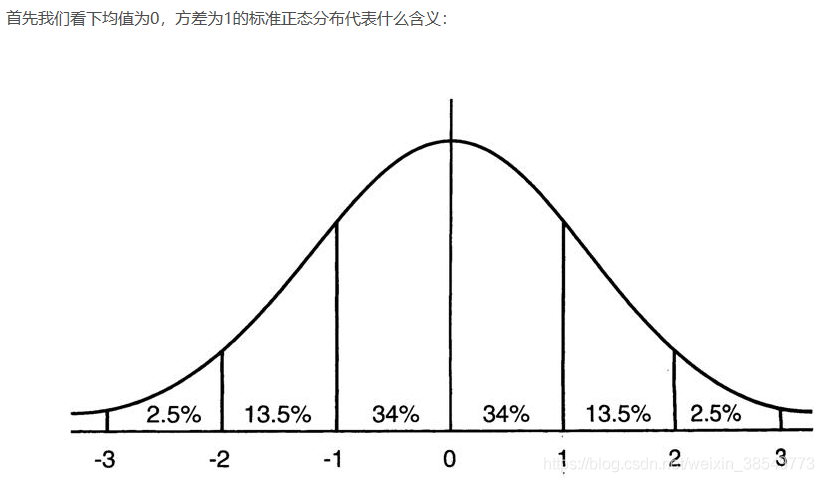 首先我们看下均值为0，方差为1的标准正态分布代表什么含义：
2.5% 13.5% 34% 34% 13.5% 2.5%
-3 -2 -1 0 1 2 3
https://blog.csdn.net/weixin_38549773